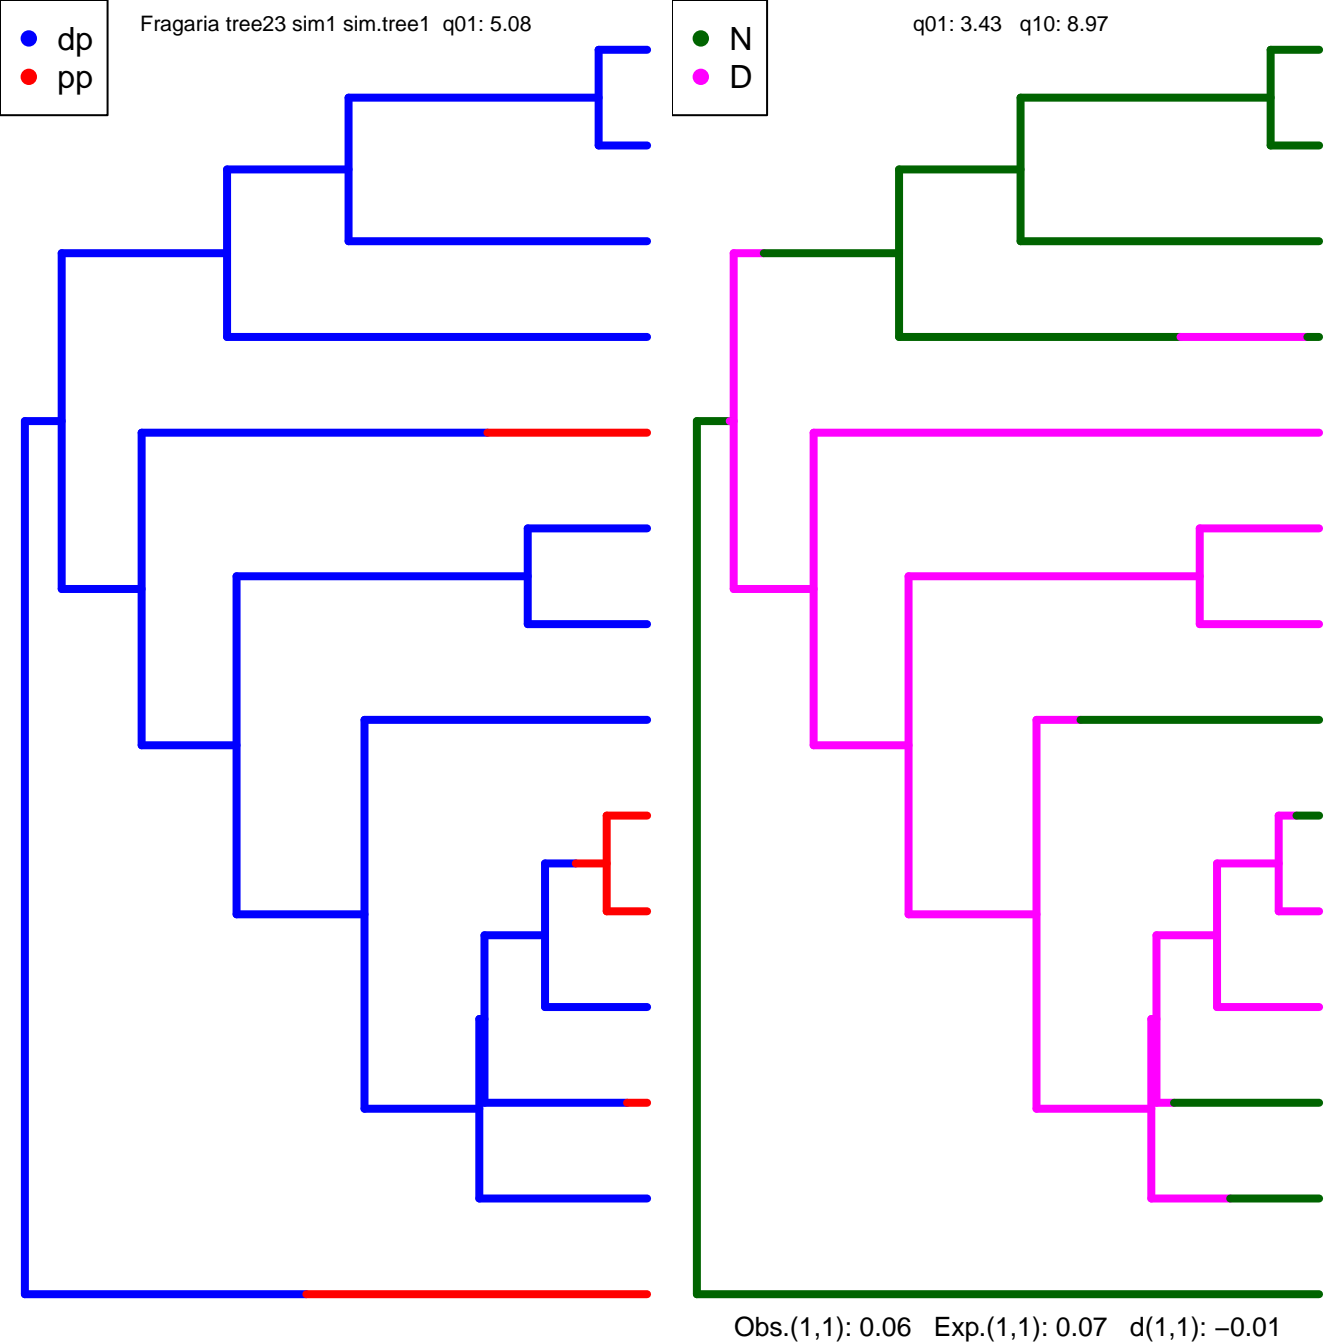 Fragaria tree23 sim1 sim.tree1  q01: 5.08
dp
pp
q01: 3.43   q10: 8.97
N
D
Obs.(1,1): 0.06   Exp.(1,1): 0.07   d(1,1): −0.01